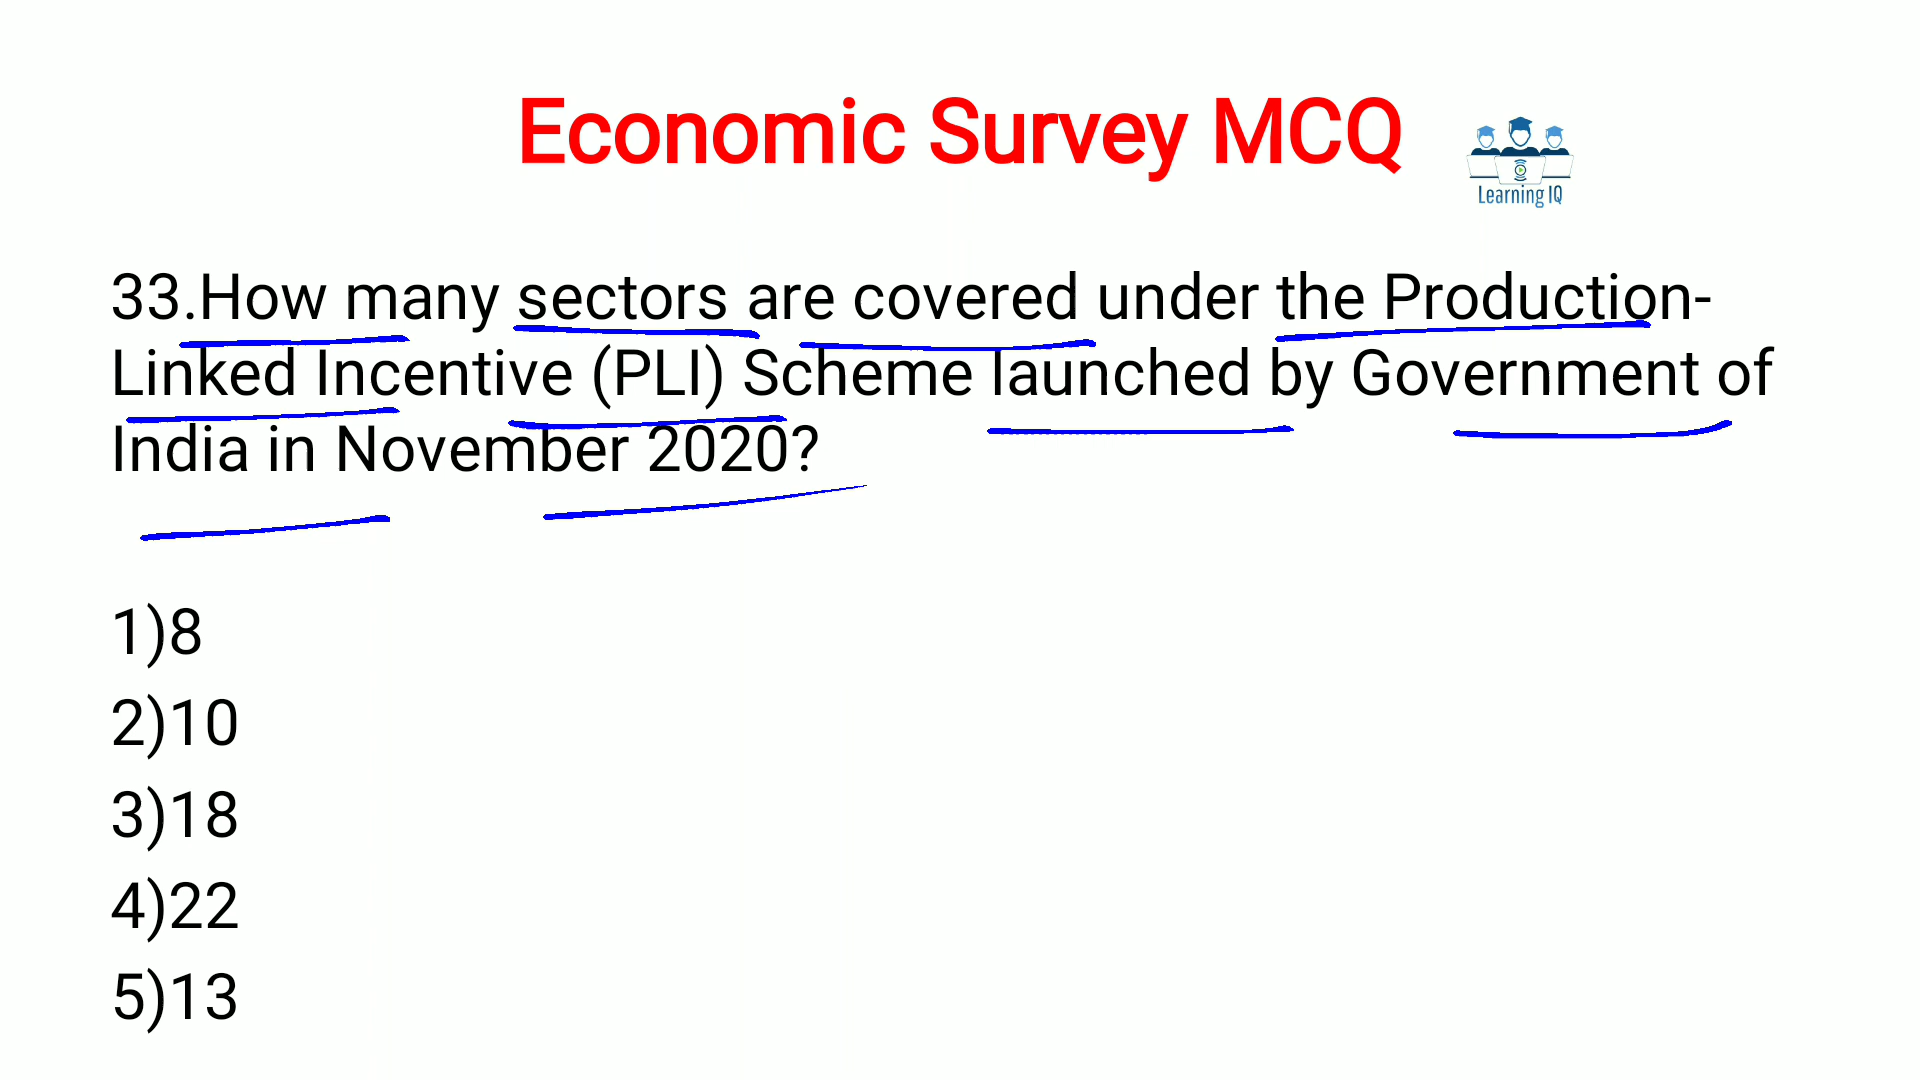 Economic Survey MCQ
Learning IQ
33.How many sectors are covered under the Production-
Linked Incentive (PLI) Scheme launched by Government of
India in November 2020?
1)8
2)10
3)18
4)22
5)13